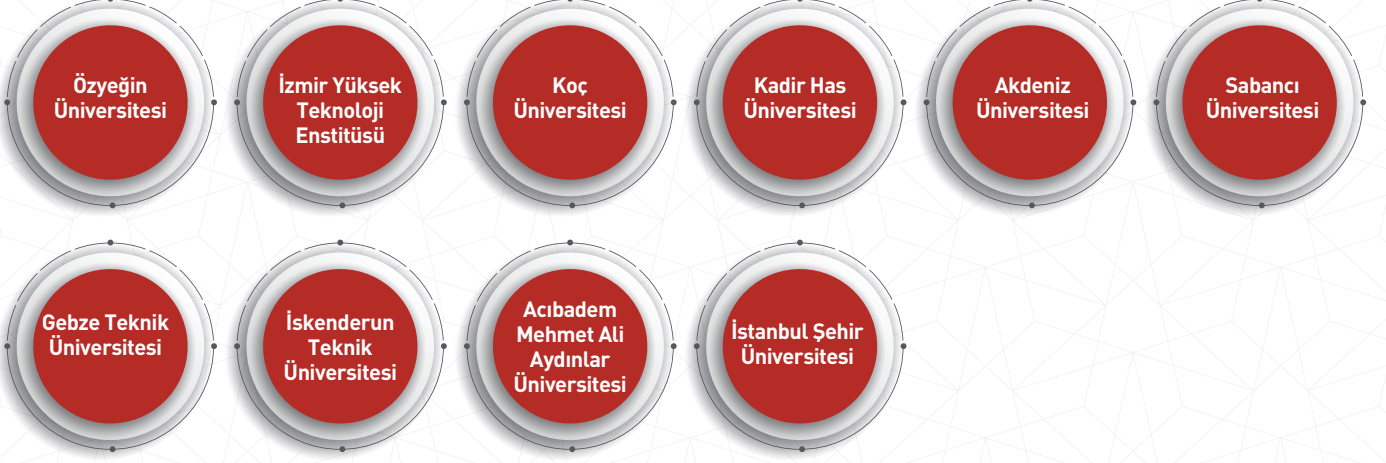 Özyeğin
Üniversitesi
İzmir Yüksek
Teknoloji
Enstitüsü
Koç
Üniversitesi
Kadir Has
Üniversitesi
Akdeniz
Üniversitesi
Sabancı
Üniversitesi
Gebze Teknik
Üniversitesi
İskenderun
Teknik
Üniversitesi
Acıbadem
Mehmet Ali
Aydınlar
Üniversitesi
İstanbul Şehir
Üniversitesi